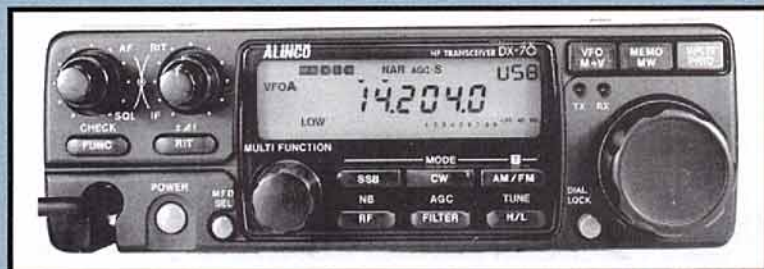 AF RIT
ALINCO
HF TRANSCEIVER DX-70
NAR AGC-S
USB
VFOA
14.204.0
LOW
VFO
M▸V
MEMO
MW
SPLIT
TX RX
SQL IF
CHECK
FUNC
RIT
MULTI FUNCTION
MODE
SSB
CW
AM/FM
POWER
M.F.D
SEL
NB
RF
AGC
FILTER
TUNE
H/L
DIAL
LOCK